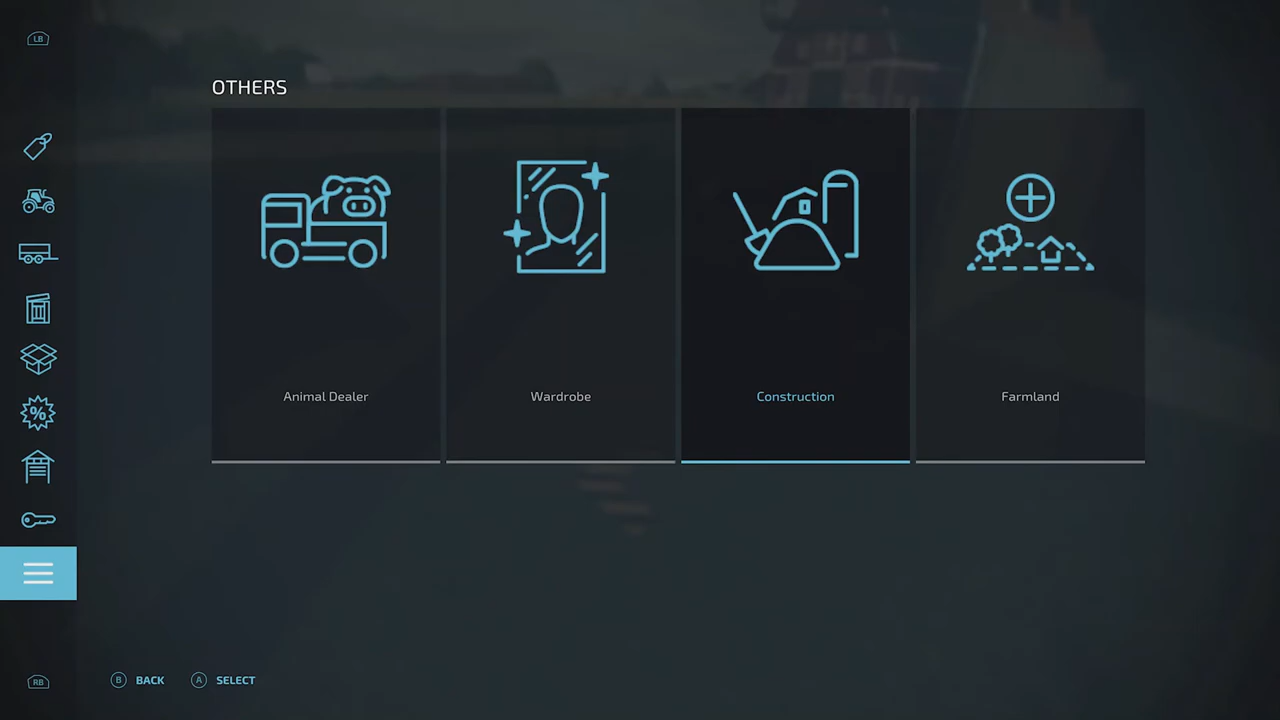 LB
OTHERS
Animal Dealer
Wardrobe
Construction
Farmland
%
RB
B BACK
A SELECT